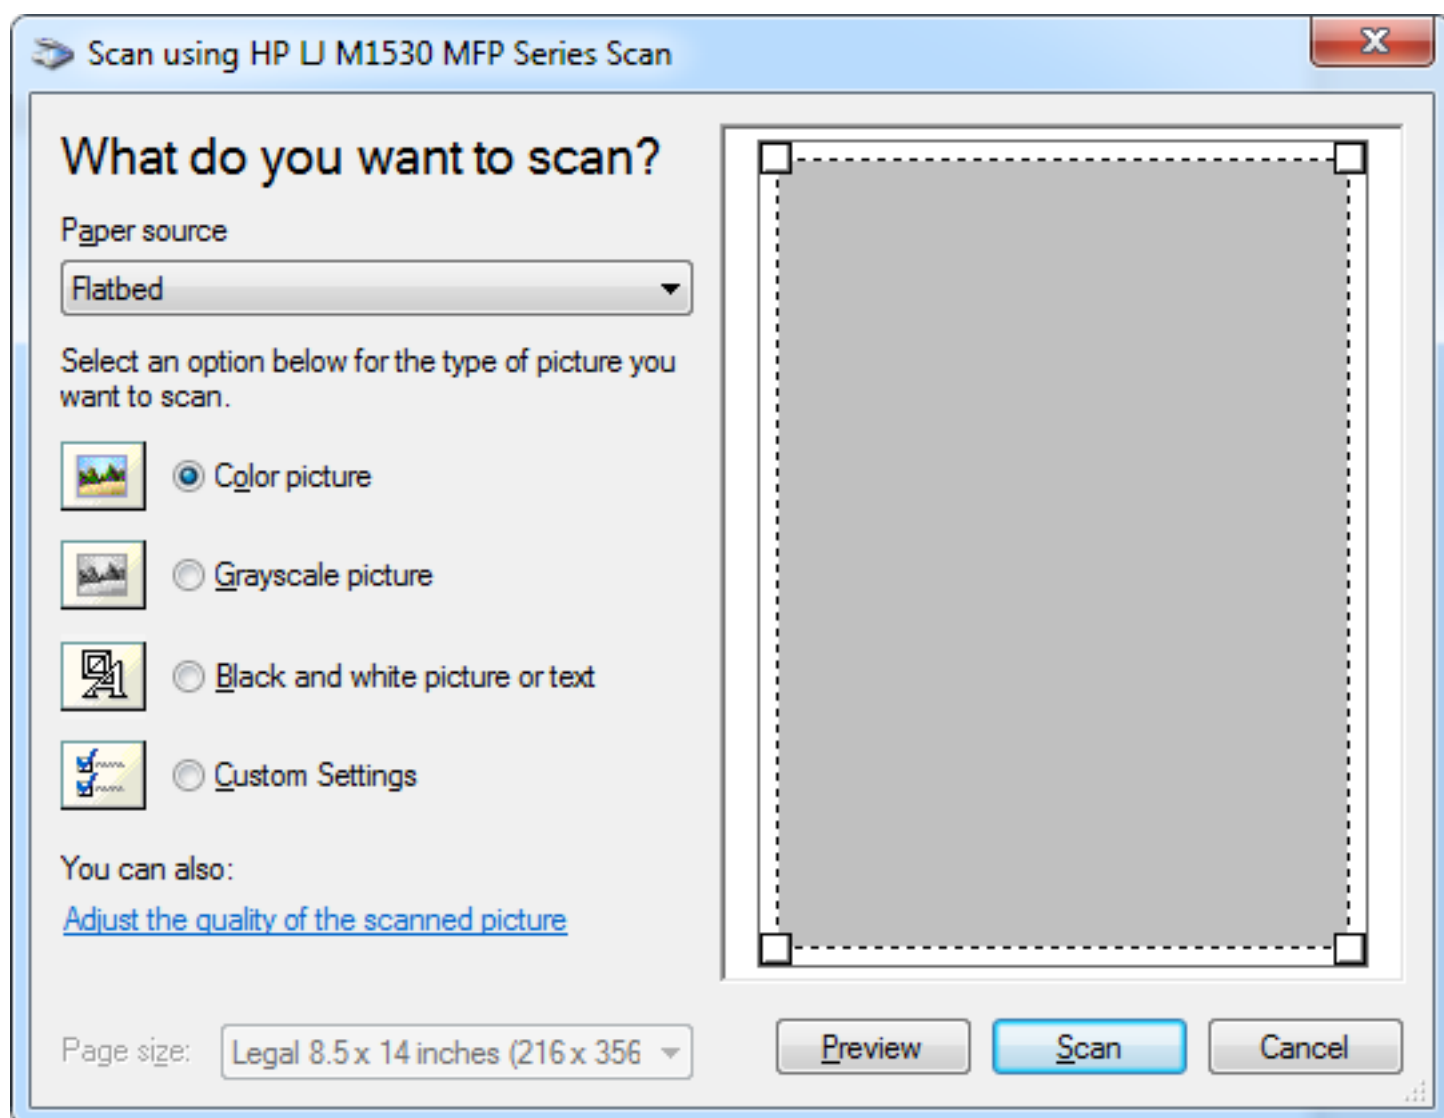 Scan using HP LJ M1530 MFP Series Scan
What do you want to scan?
Paper source
Flatbed
Select an option below for the type of picture you
want to scan.
Color picture
Grayscale picture
Black and white picture or text
Custom Settings
You can also:
Adjust the quality of the scanned picture
Page size:
Legal 8.5 x 14 inches (216 x 356
Preview
Scan
Cancel